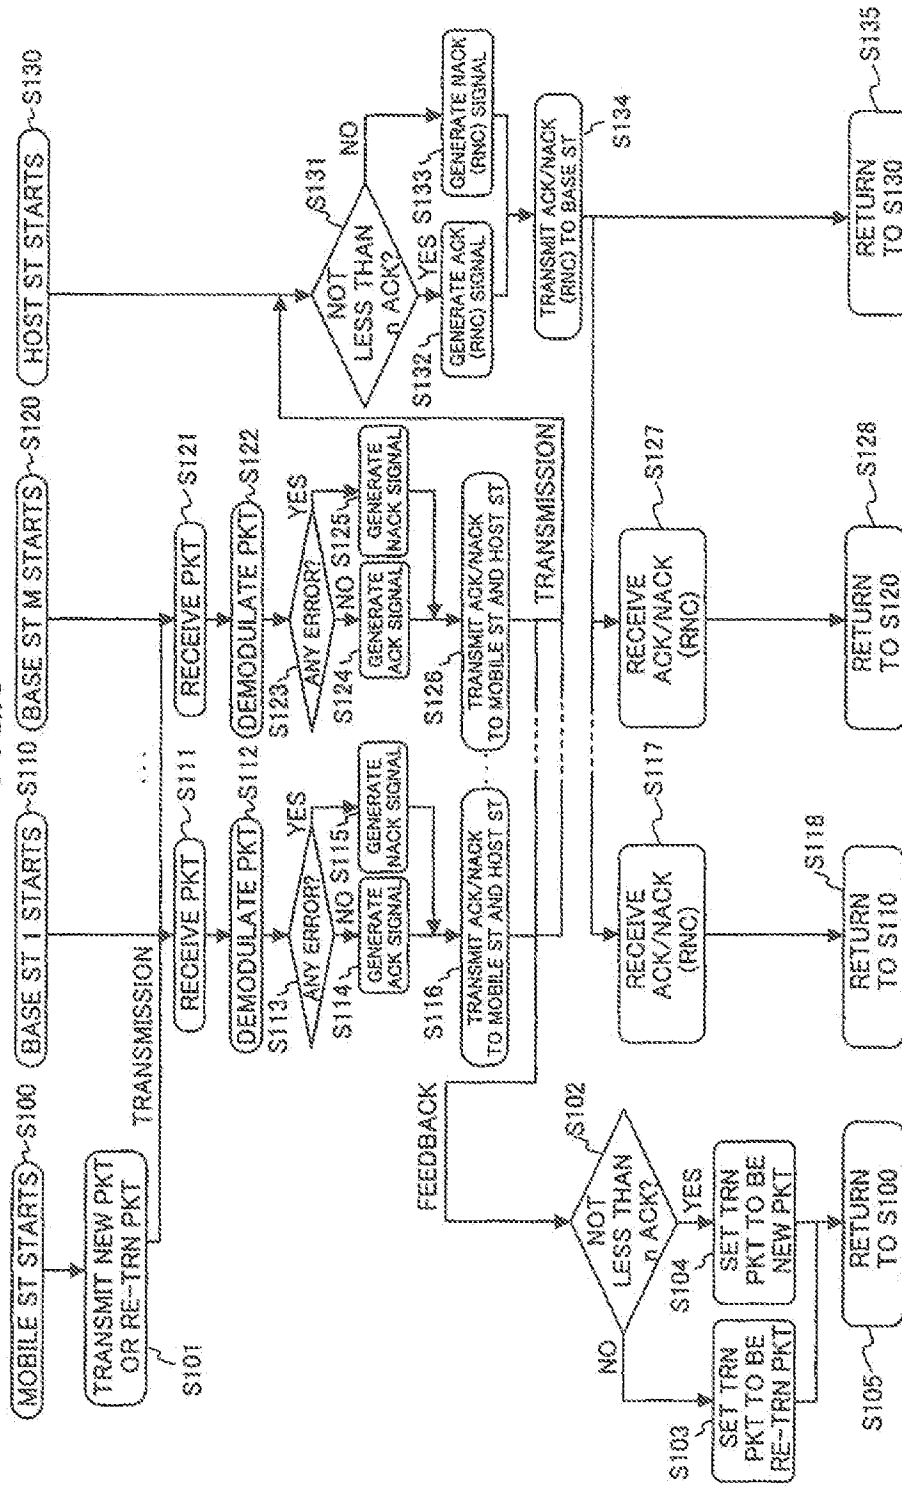 MOBILE ST STARTS
S100
BASE ST 1 STARTS
S110
BASE ST M STARTS
S120
HOST ST STARTS
S130
TRANSMIT NEW PKT
OR RE-TRN PKT
S101
TRANSMISSION
...
RECEIVE PKT
S111
DEMODULATE PKT
S112
S113
ANY ERROR?
YES
NO
S114
GENERATE
ACK SIGNAL
S115
GENERATE
NACK SIGNAL
S116
TRANSMIT ACK/NACK
TO MOBILE ST AND HOST ST
RECEIVE PKT
S121
DEMODULATE PKT
S122
S123
ANY ERROR?
YES
NO
S124
GENERATE
ACK SIGNAL
S125
GENERATE
NACK SIGNAL
S126
TRANSMIT ACK/NACK
TO MOBILE ST AND HOST ST
TRANSMISSION
S131
NOT
LESS THAN
n ACK?
NO
YES
S132
GENERATE ACK
(RNC) SIGNAL
S133
GENERATE NACK
(RNC) SIGNAL
TRANSMIT ACK/NACK
(RNC) TO BASE ST
S134
FEEDBACK
S102
NOT
LESS THAN
n ACK?
NO
YES
S103
SET TRN
PKT TO BE
RE-TRN PKT
S104
SET TRN
PKT TO BE
NEW PKT
RECEIVE
ACK/NACK
(RNC)
S117
RECEIVE
ACK/NACK
(RNC)
S127
S105
RETURN
TO S100
RETURN
TO S110
S118
RETURN
TO S120
S128
RETURN
TO S130
S135